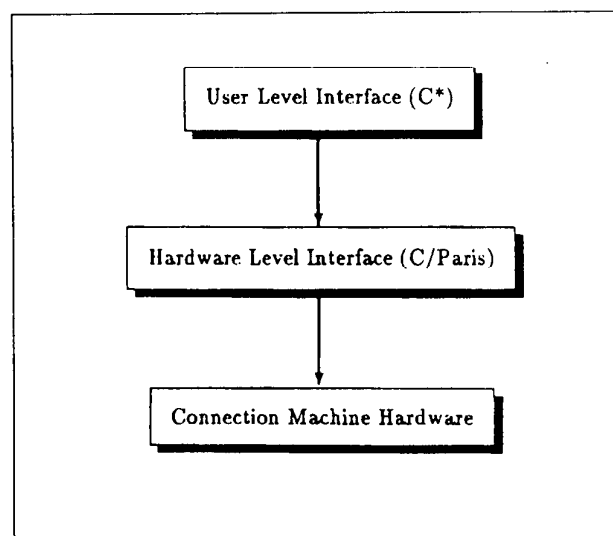 User Level Interface (C*)
Hardware Level Interface (C/Paris)
Connection Machine Hardware